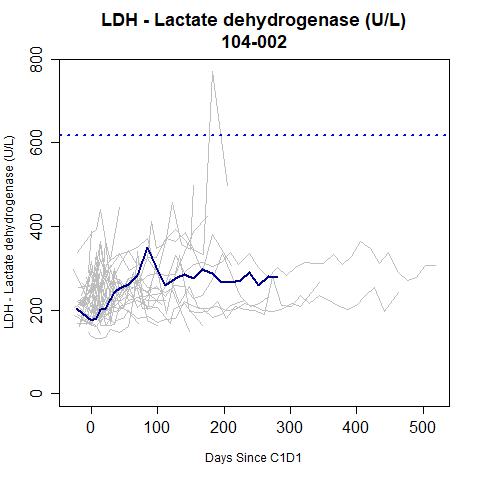 LDH - Lactate dehydrogenase (U/L)
104-002
LDH - Lactate dehydrogenase (U/L)
800
600
400
200
0
0 100 200 300 400 500
Days Since C1D1